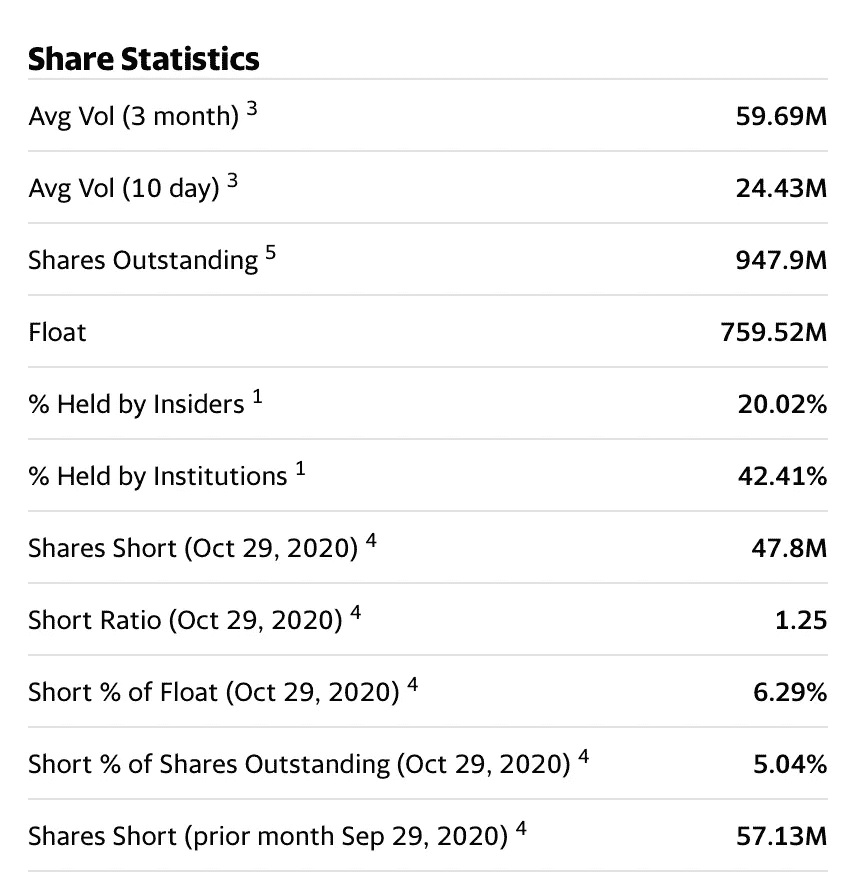 Share Statistics
Avg Vol (3 month) 3 59.69M
Avg Vol (10 day) 3 24.43M
Shares Outstanding 5 947.9M
Float 759.52M
% Held by Insiders 1 20.02%
% Held by Institutions 1 42.41%
Shares Short (Oct 29, 2020) 4 47.8M
Short Ratio (Oct 29, 2020) 4 1.25
Short % of Float (Oct 29, 2020) 4 6.29%
Short % of Shares Outstanding (Oct 29, 2020) 4 5.04%
Shares Short (prior month Sep 29, 2020) 4 57.13M